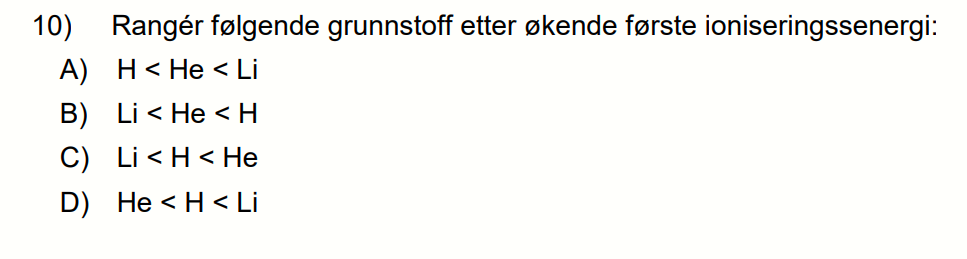 10) Rangér følgende grunnstoff etter økende første ioniseringssenergi:
A) H < He < Li
B) Li < He < H
C) Li < H < He
D) He < H < Li